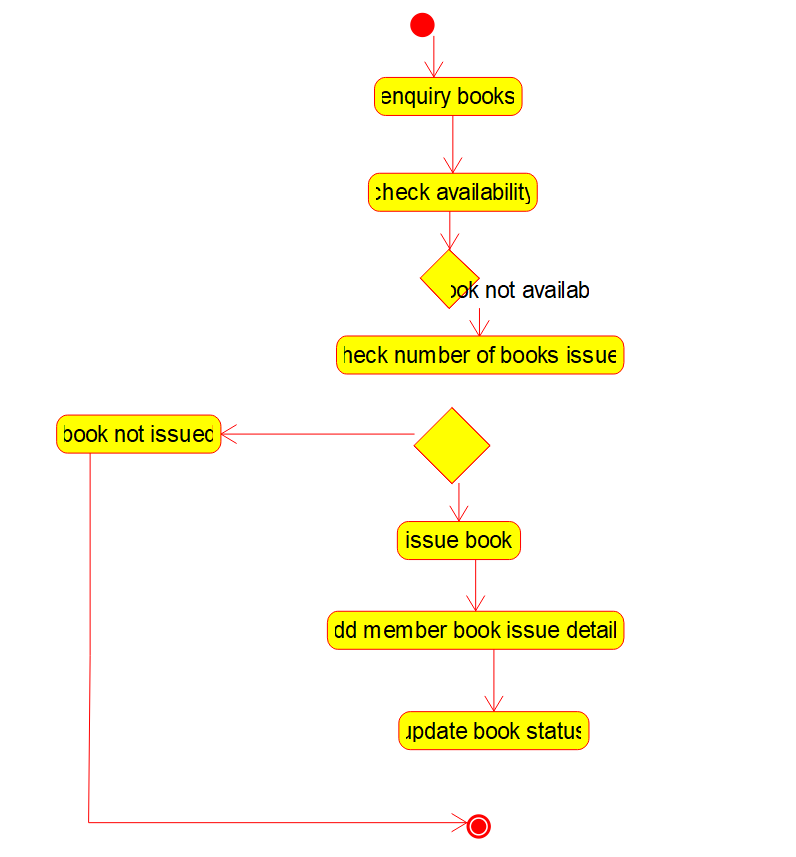 enquiry books
check availability
ook not availab
heck number of books issue
book not issued
issue book
dd member book issue detail
update book status